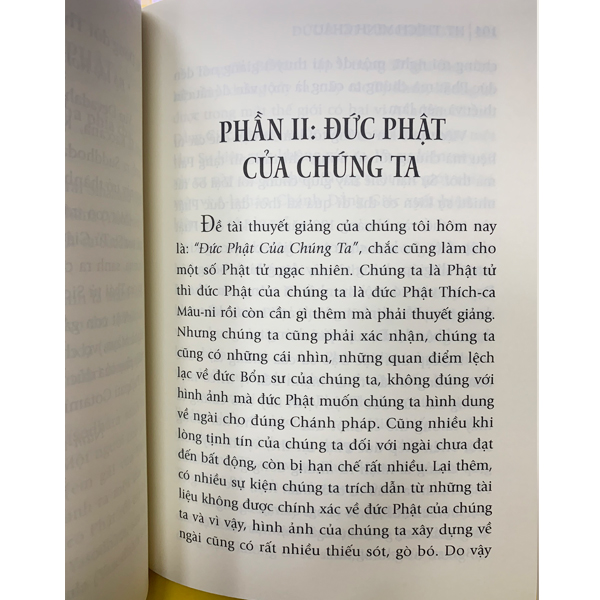 PHẦN II: ĐỨC PHẬT
CỦA CHÚNG TA
Đề tài thuyết giảng của chúng tôi hôm nay
là: “Đức Phật Của Chúng Ta”, chắc cũng làm cho
một số Phật tử ngạc nhiên. Chúng ta là Phật tử
thì đức Phật của chúng ta là đức Phật Thích-ca
Mâu-ni rồi còn cần gì thêm mà phải thuyết giảng.
Nhưng chúng ta cũng phải xác nhận, chúng ta
cũng có những cái nhìn, những quan điểm lệch
lạc về đức Bổn sư của chúng ta, không đúng với
hình ảnh mà đức Phật muốn chúng ta hình dung
về ngài cho đúng Chánh pháp. Cũng nhiều khi
lòng tịnh tín của chúng ta đối với ngài chưa đạt
đến bất động, còn bị hạn chế rất nhiều. Lại thêm,
có nhiều sự kiện chúng ta trích dẫn từ những tài
liệu không được chính xác về đức Phật của chúng
ta và vì vậy, hình ảnh của chúng ta xây dựng về
ngài cũng có rất nhiều thiếu sót, gò bó. Do vậy